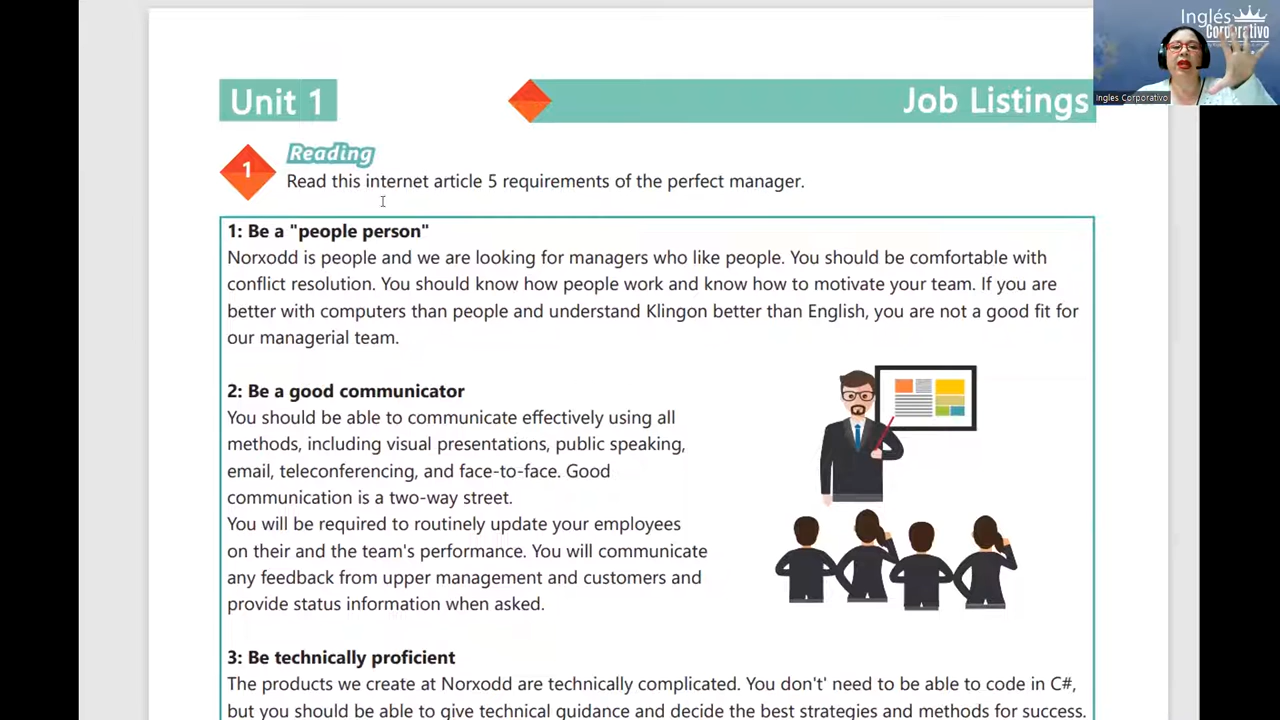 Inglés
Corporativo
Ingles Corporativo
Unit 1
Job Listings
1
Reading
Read this internet article 5 requirements of the perfect manager.
1: Be a "people person"
Norxodd is people and we are looking for managers who like people. You should be comfortable with
conflict resolution. You should know how people work and know how to motivate your team. If you are
better with computers than people and understand Klingon better than English, you are not a good fit for
our managerial team.
2: Be a good communicator
You should be able to communicate effectively using all
methods, including visual presentations, public speaking,
email, teleconferencing, and face-to-face. Good
communication is a two-way street.
You will be required to routinely update your employees
on their and the team's performance. You will communicate
any feedback from upper management and customers and
provide status information when asked.
3: Be technically proficient
The products we create at Norxodd are technically complicated. You don't' need to be able to code in C#,
but you should be able to give technical guidance and decide the best strategies and methods for success.